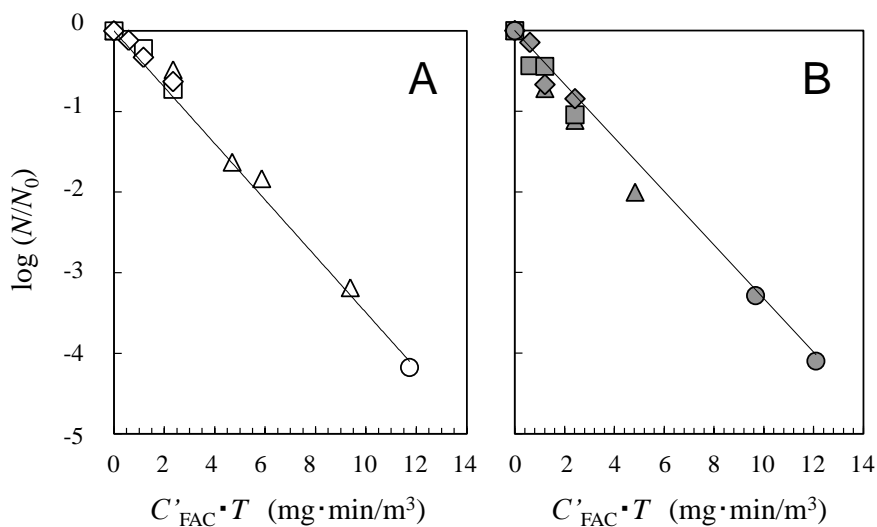 A B
0
-1
-2
-3
-4
-5
log (N/N₀)
0 2 4 6 8 10 12 14 0 2 4 6 8 10 12 14
C'FAC･T (mg･min/m³) C'FAC･T (mg･min/m³)